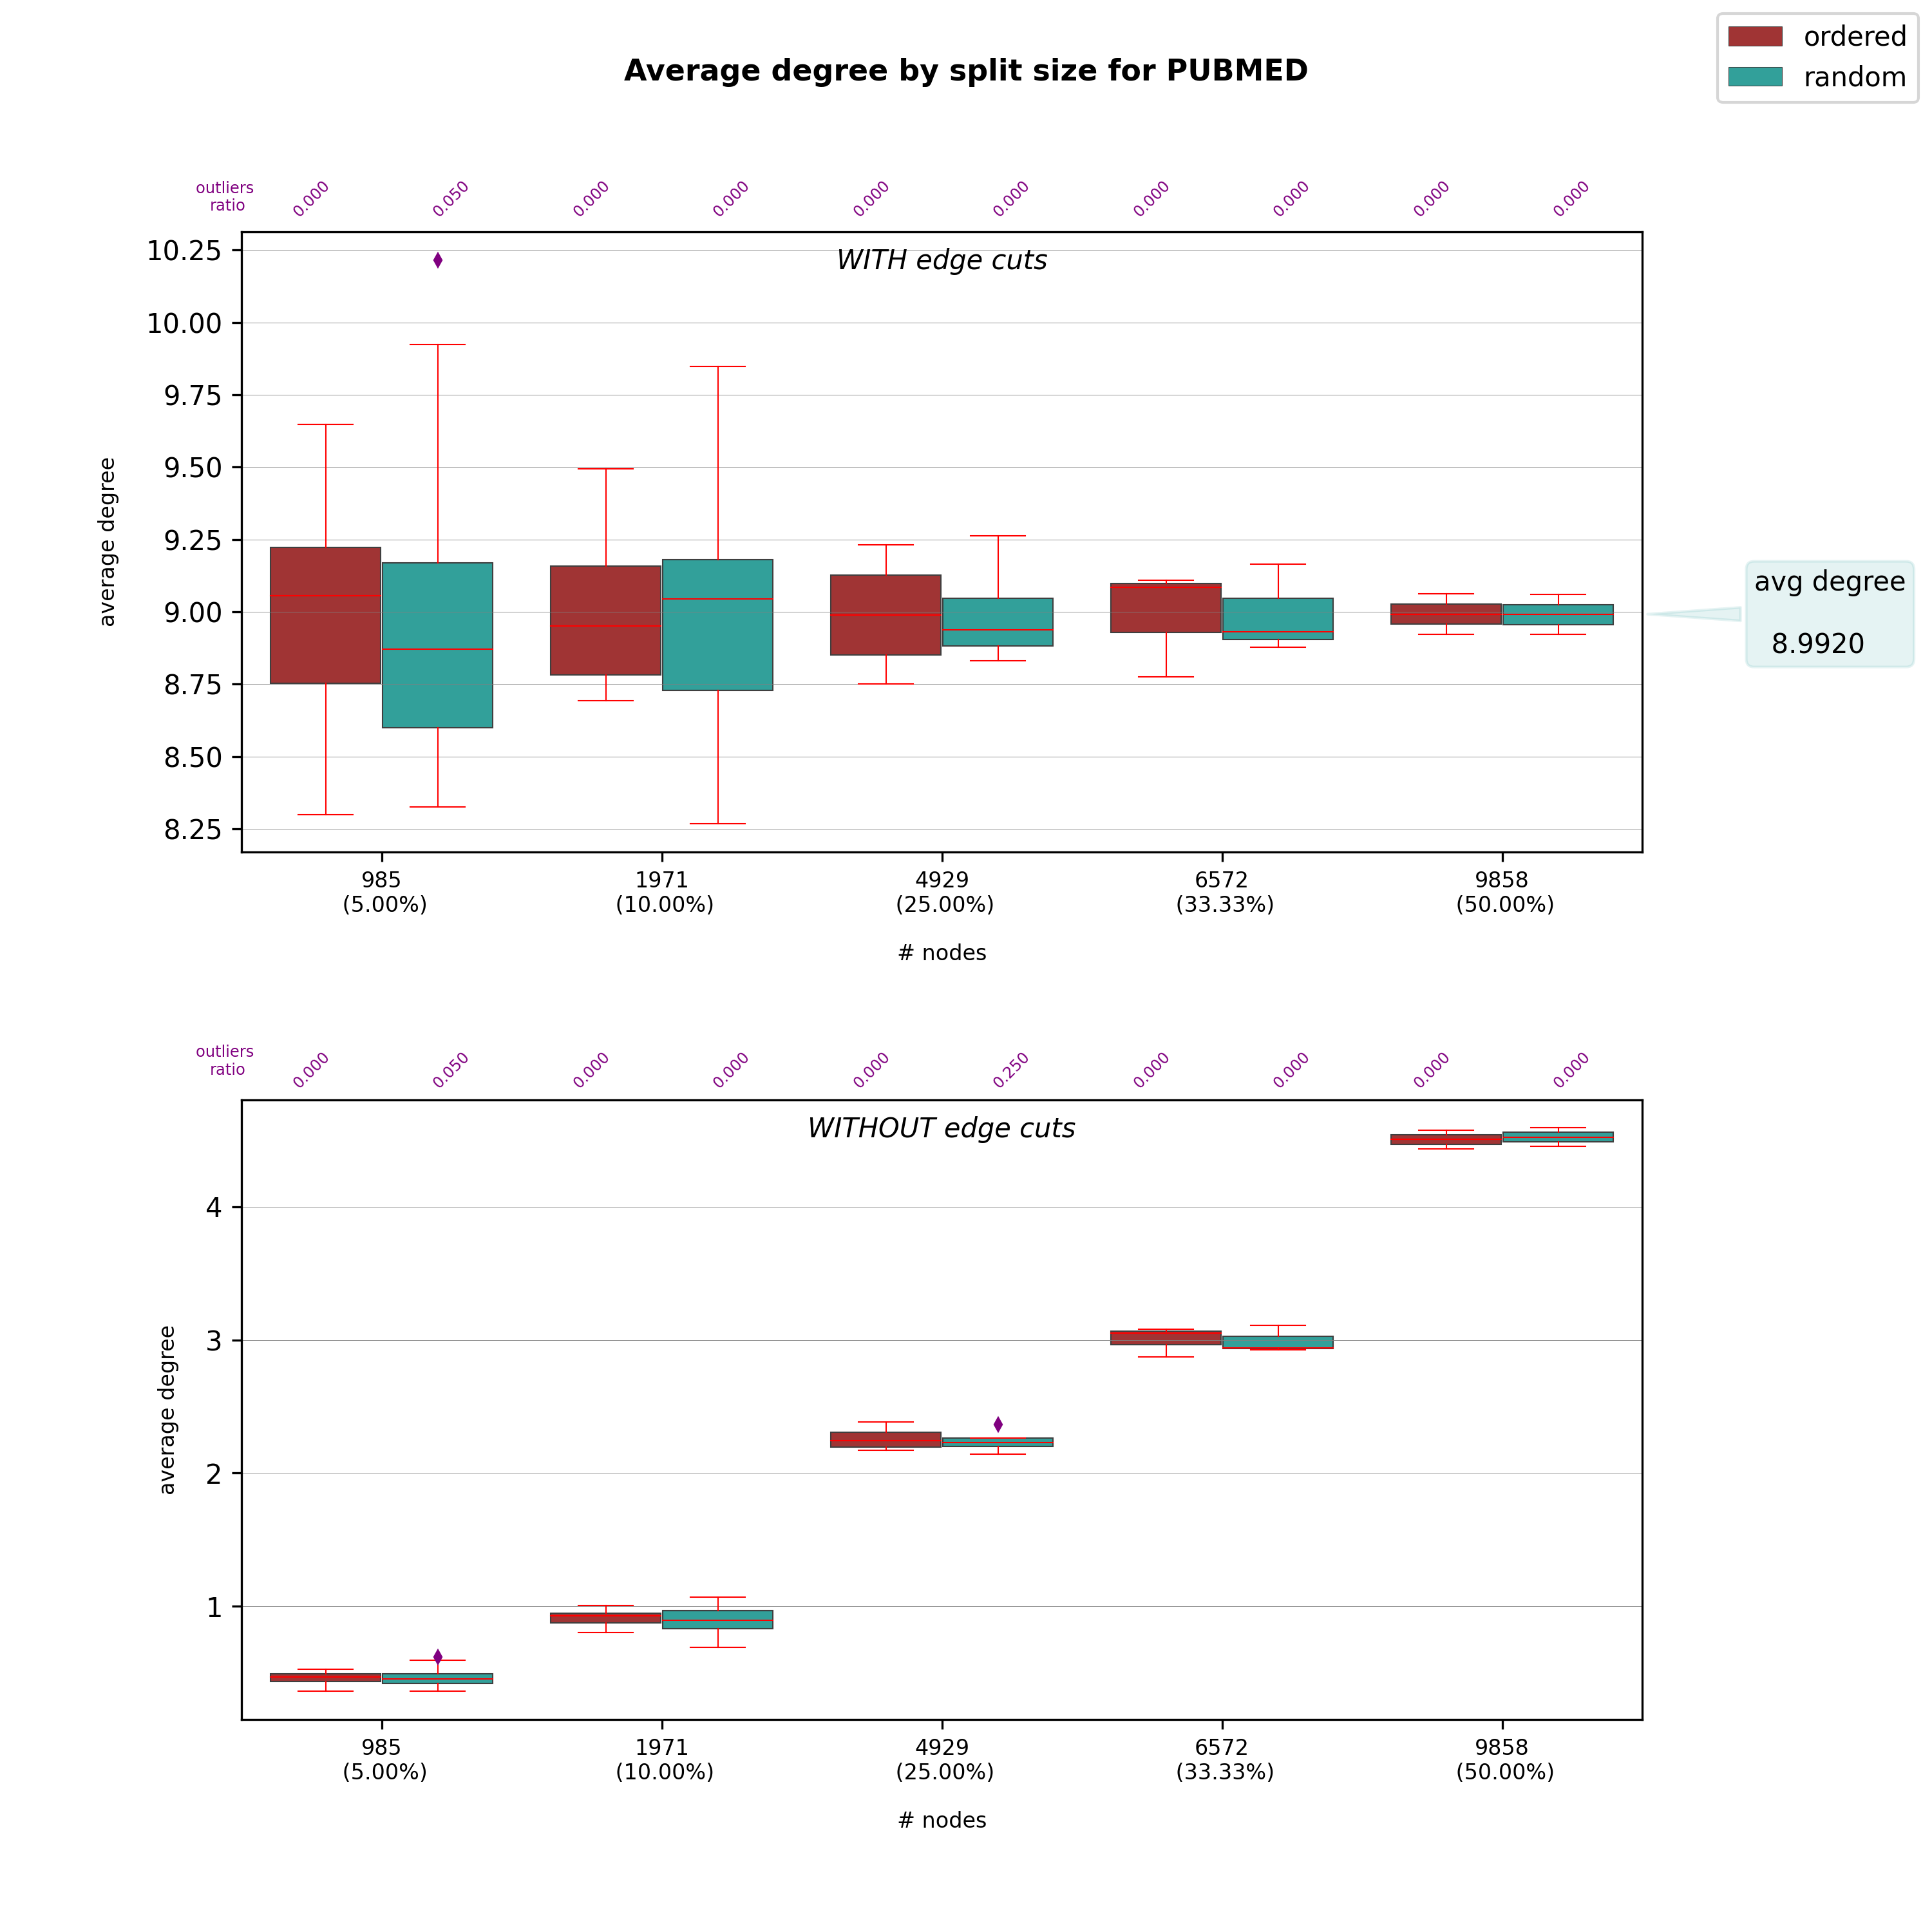 ordered
random
Average degree by split size for PUBMED
outliers
ratio
0.000 0.050 0.000 0.000 0.000 0.000 0.000 0.000 0.000 0.000
WITH edge cuts
10.25
10.00
9.75
9.50
9.25
9.00
8.75
8.50
8.25
average degree
avg degree
8.9920
985 1971 4929 6572 9858
(5.00%) (10.00%) (25.00%) (33.33%) (50.00%)
# nodes
outliers
ratio
0.000 0.050 0.000 0.000 0.000 0.250 0.000 0.000 0.000 0.000
WITHOUT edge cuts
4
3
2
1
average degree
985 1971 4929 6572 9858
(5.00%) (10.00%) (25.00%) (33.33%) (50.00%)
# nodes